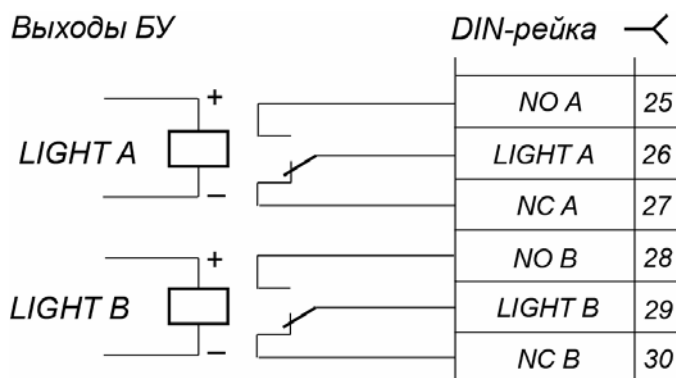 Выходы БУ
DIN-рейка
+
NO A 25
LIGHT A
LIGHT A 26
–
NC A 27
+
NO B 28
LIGHT B
LIGHT B 29
–
NC B 30